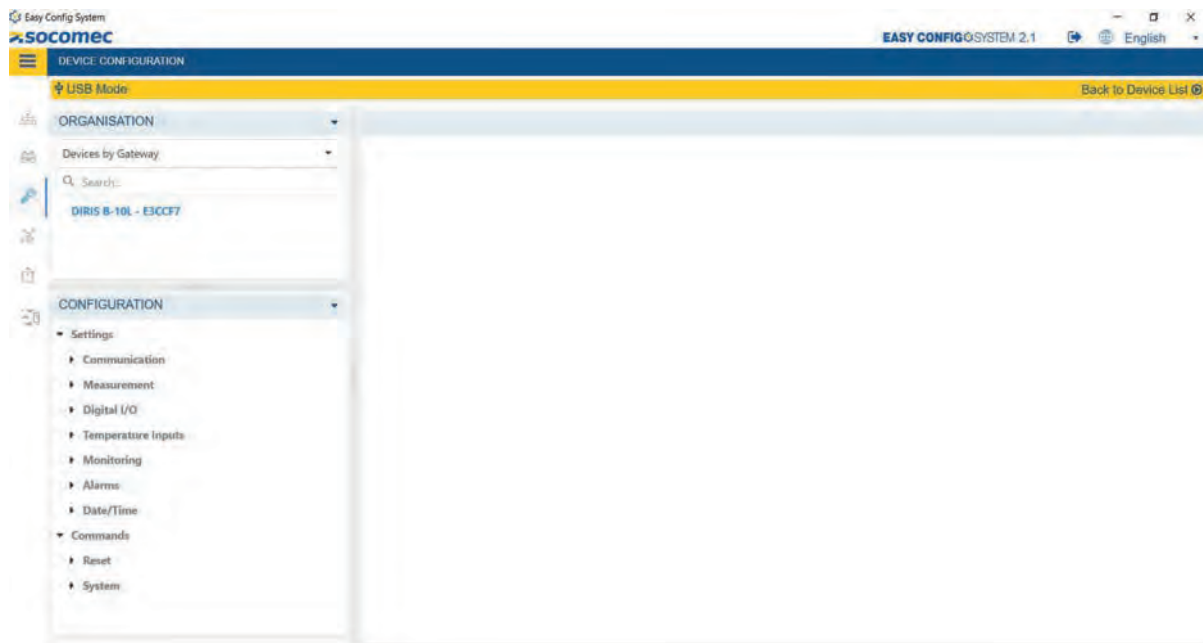 Easy Config System
socomec
EASY CONFIG SYSTEM 2.1
English
DEVICE CONFIGURATION
USB Mode
Back to Device List
ORGANISATION
Devices by Gateway
Search...
DIRIS B-10L - E3CCF7
CONFIGURATION
Settings
Communication
Measurement
Digital I/O
Temperature Inputs
Monitoring
Alarms
Date/Time
Commands
Reset
System